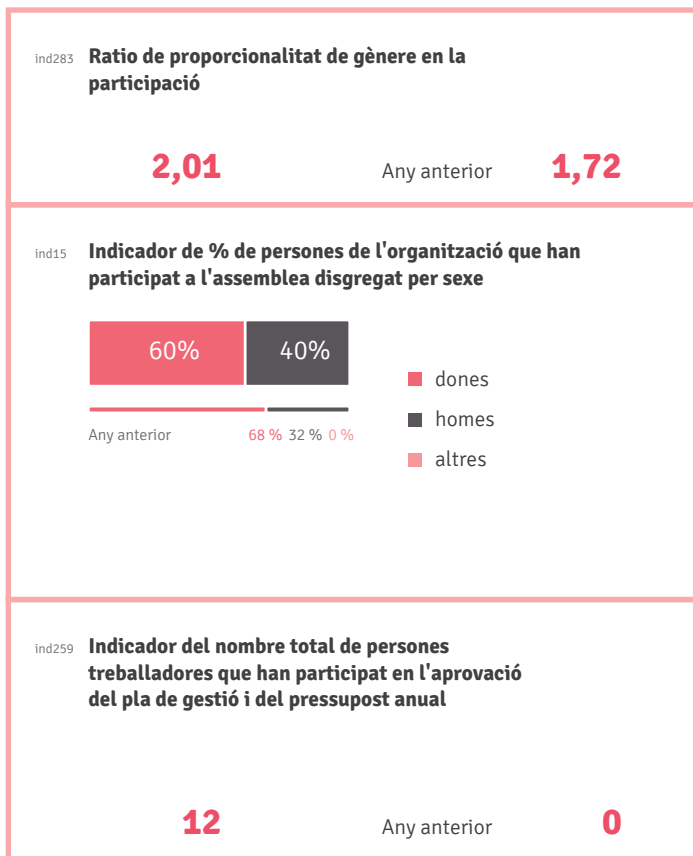 ind283 Ratio de proporcionalitat de gènere en la
participació
2,01 Any anterior 1,72
ind15 Indicador de % de persones de l'organització que han
participat a l'assemblea disgregat per sexe
60% 40%
dones
homes
Any anterior 68 % 32 % 0 %
altres
ind259 Indicador del nombre total de persones
treballadores que han participat en l'aprovació
del pla de gestió i del pressupost anual
12 Any anterior 0